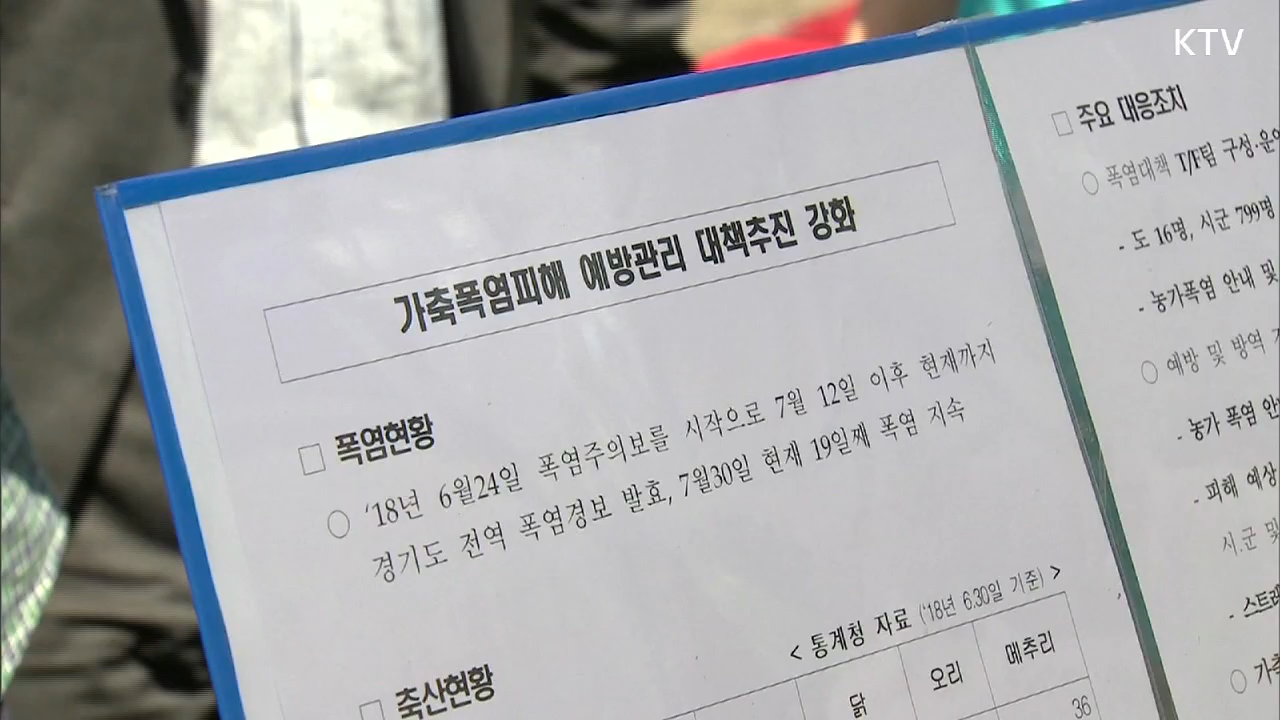 KTV
가축폭염피해 예방관리 대책추진 강화
□ 폭염현황
○ '18년 6월24일 폭염주의보를 시작으로 7월 12일 이후 현재까지
경기도 전역 폭염경보 발효, 7월30일 현재 19일째 폭염 지속
< 통계청 자료 ('18년 6.30일 기준) >
□ 축산현황
닭 오리 메추리
36
□ 주요 대응조치
○ 폭염대책 T/F팀 구성·운영
- 도 16명, 시군 799명
- 농가폭염 안내 및
○ 예방 및 방역
- 농가 폭염 안
- 피해 예상
시.군 및
- 스트레
○ 가축